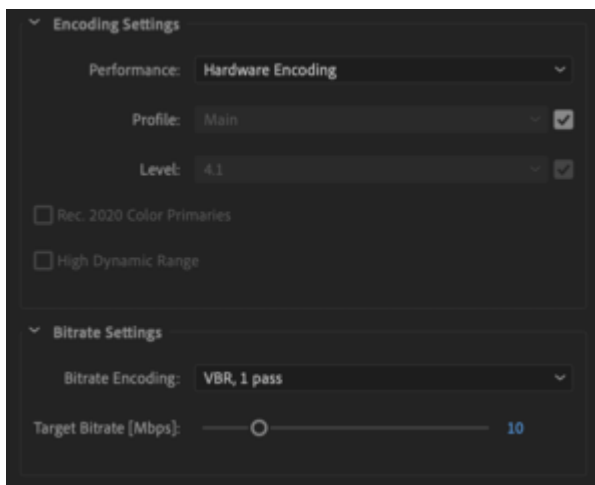 Encoding Settings
Performance: Hardware Encoding
Profile: Main
Level: 4.1
Rec. 2020 Color Primaries
High Dynamic Range
Bitrate Settings
Bitrate Encoding: VBR, 1 pass
Target Bitrate [Mbps]: 10